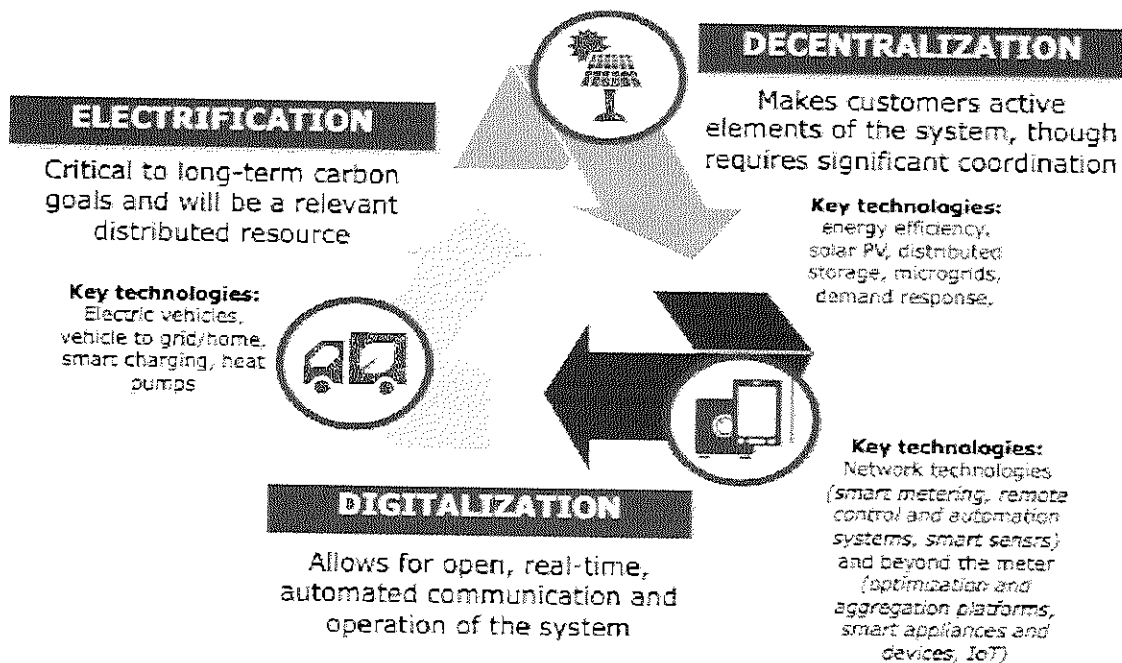 ELECTRIFICATION
Critical to long-term carbon
goals and will be a relevant
distributed resource
Key technologies:
Electric vehicles,
vehicle to grid/home,
smart charging, heat
pumps
DECENTRALIZATION
Makes customers active
elements of the system, though
requires significant coordination
Key technologies:
energy efficiency,
solar PV, distributed
storage, microgrids,
demand response,
DIGITALIZATION
Allows for open, real-time,
automated communication and
operation of the system
Key technologies:
Network technologies
(smart metering, remote
control and automation
systems, smart sensrs)
and beyond the meter
(optimization and
aggregation platforms,
smart appliances and
devices, IoT)